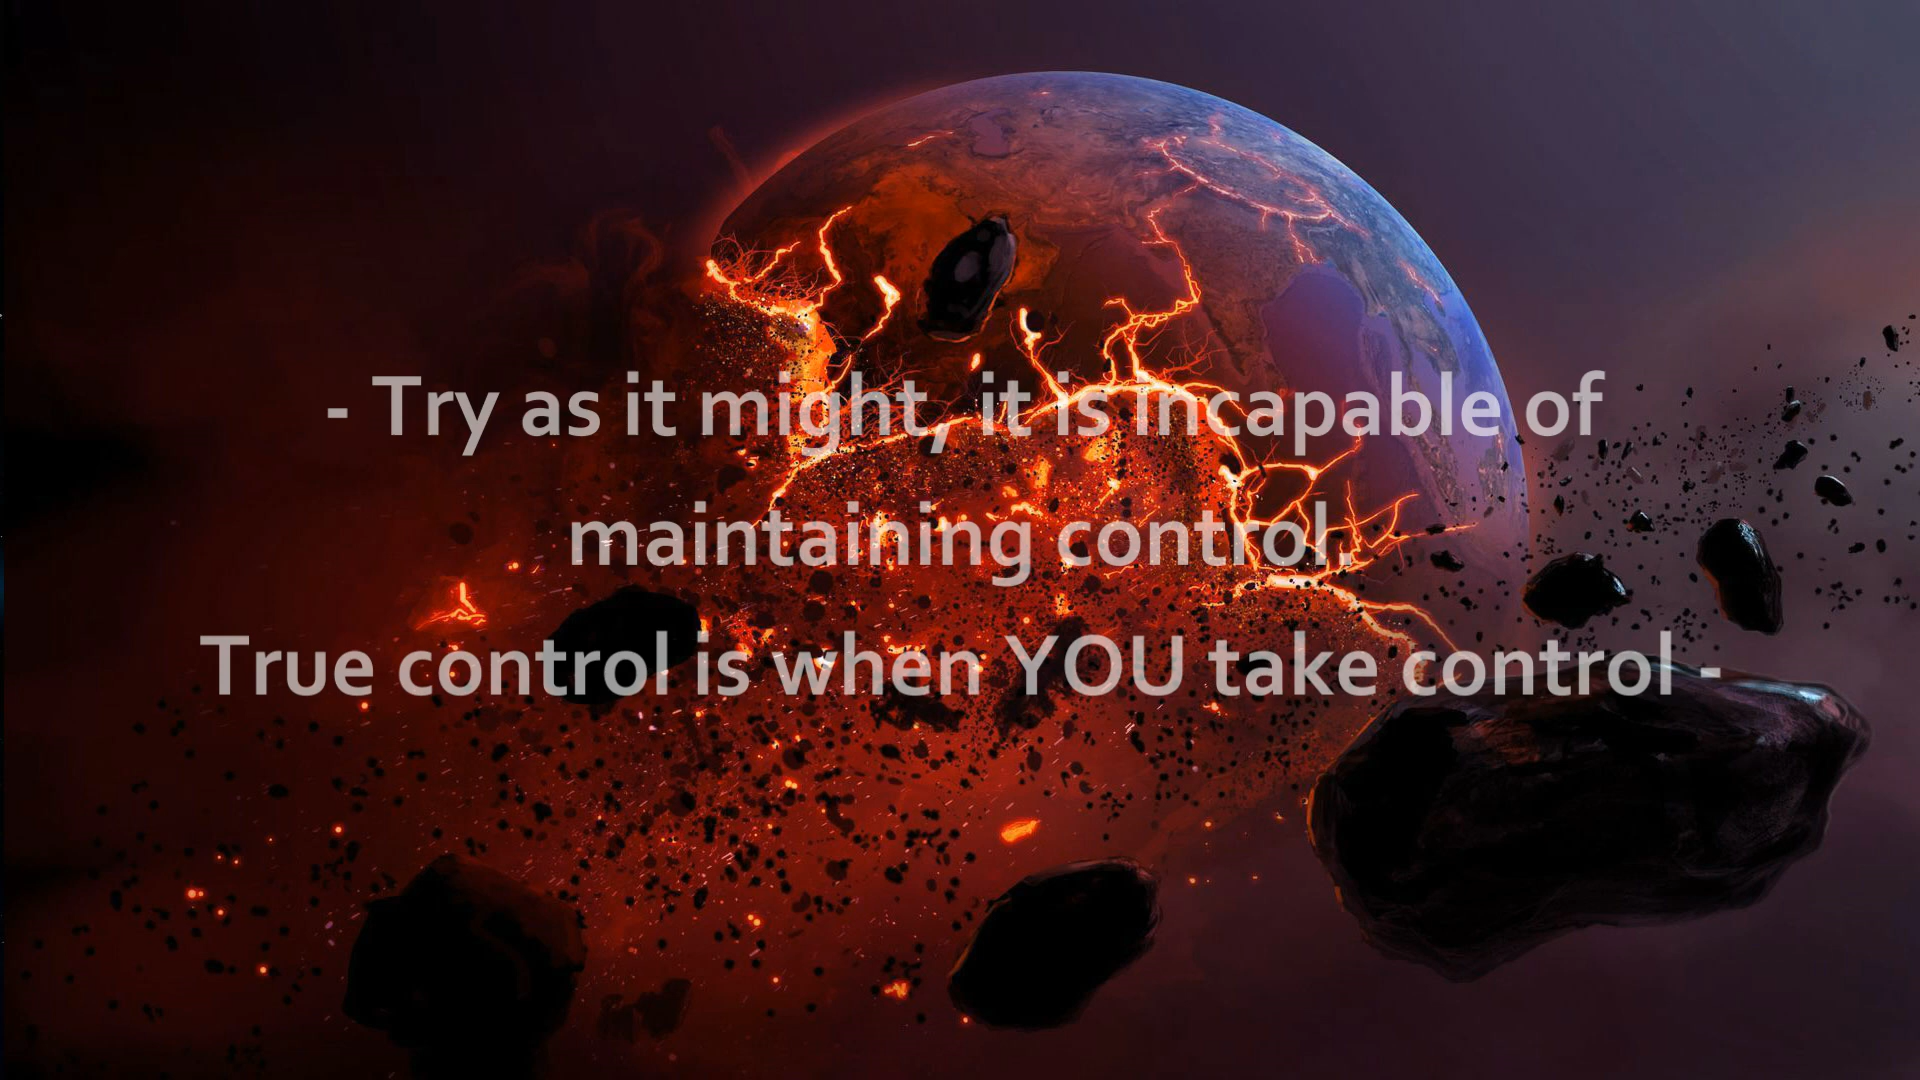 - Try as it might, it is incapable of
maintaining control.
True control is when YOU take control -